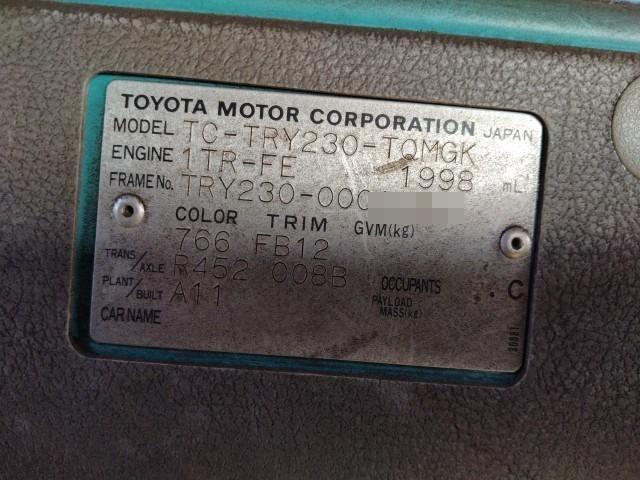 TOYOTA MOTOR CORPORATION JAPAN
MODEL TC-TRY230-TQMGK
ENGINE 1TR-FE 1998 mL
FRAME No. TRY230-000
COLOR TRIM GVM(kg)
766 FB12
TRANS/AXLE R452 008B
PLANT/BUILT A11
OCCUPANTS C
PAYLOAD MASS(kg)
CAR NAME